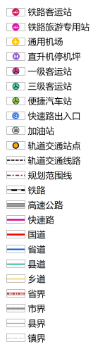 铁路客运站
铁路旅游专用站
通用机场
直升机停机坪
一级客运站
三级客运站
便捷汽车站
快速路出入口
加油站
轨道交通站点
轨道交通线路
规划范围线
铁路
高速公路
快速路
国道
省道
县道
乡道
省界
市界
县界
镇界